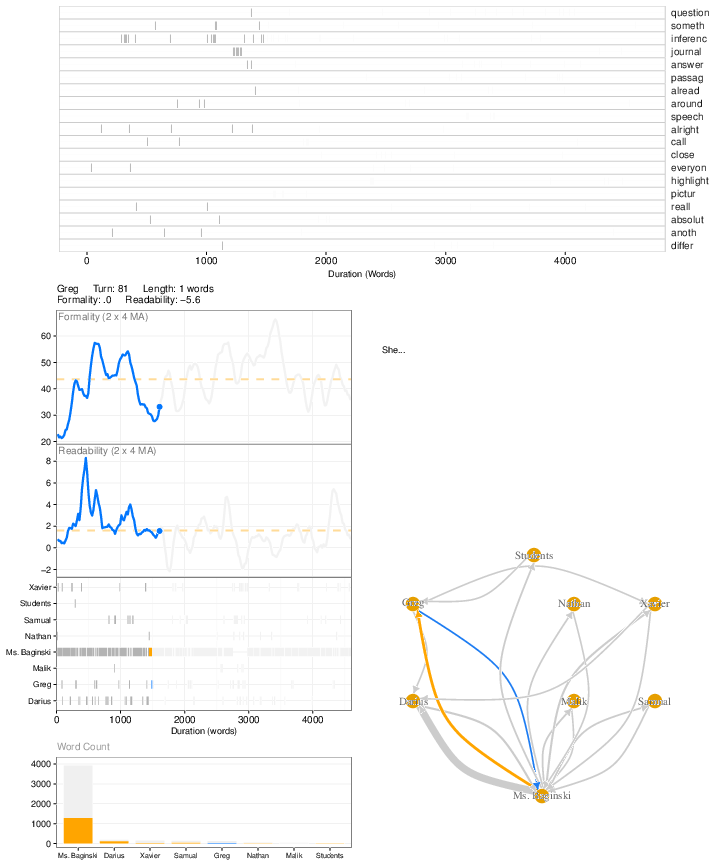 question
someth
inferenc
journal
answer
passag
alread
around
speech
alright
call
close
everyon
highlight
pictur
reall
absolut
anoth
differ
0 1000 2000 3000 4000
Duration (Words)
Greg Turn: 81 Length: 1 words
Formality: .0 Readability: −5.6
Formality (2 x 4 MA)
60
50
40
30
20
She...
Readability (2 x 4 MA)
8
6
4
2
0
−2
Xavier
Students
Samual
Nathan
Ms. Baginski
Malik
Greg
Darius
0 1000 2000 3000 4000
Duration (words)
Students
Greg Nathan Xavier
Darius Malik Samual
Ms. Baginski
Word Count
4000
3000
2000
1000
0
Ms. Baginski Darius Xavier Samual Greg Nathan Malik Students